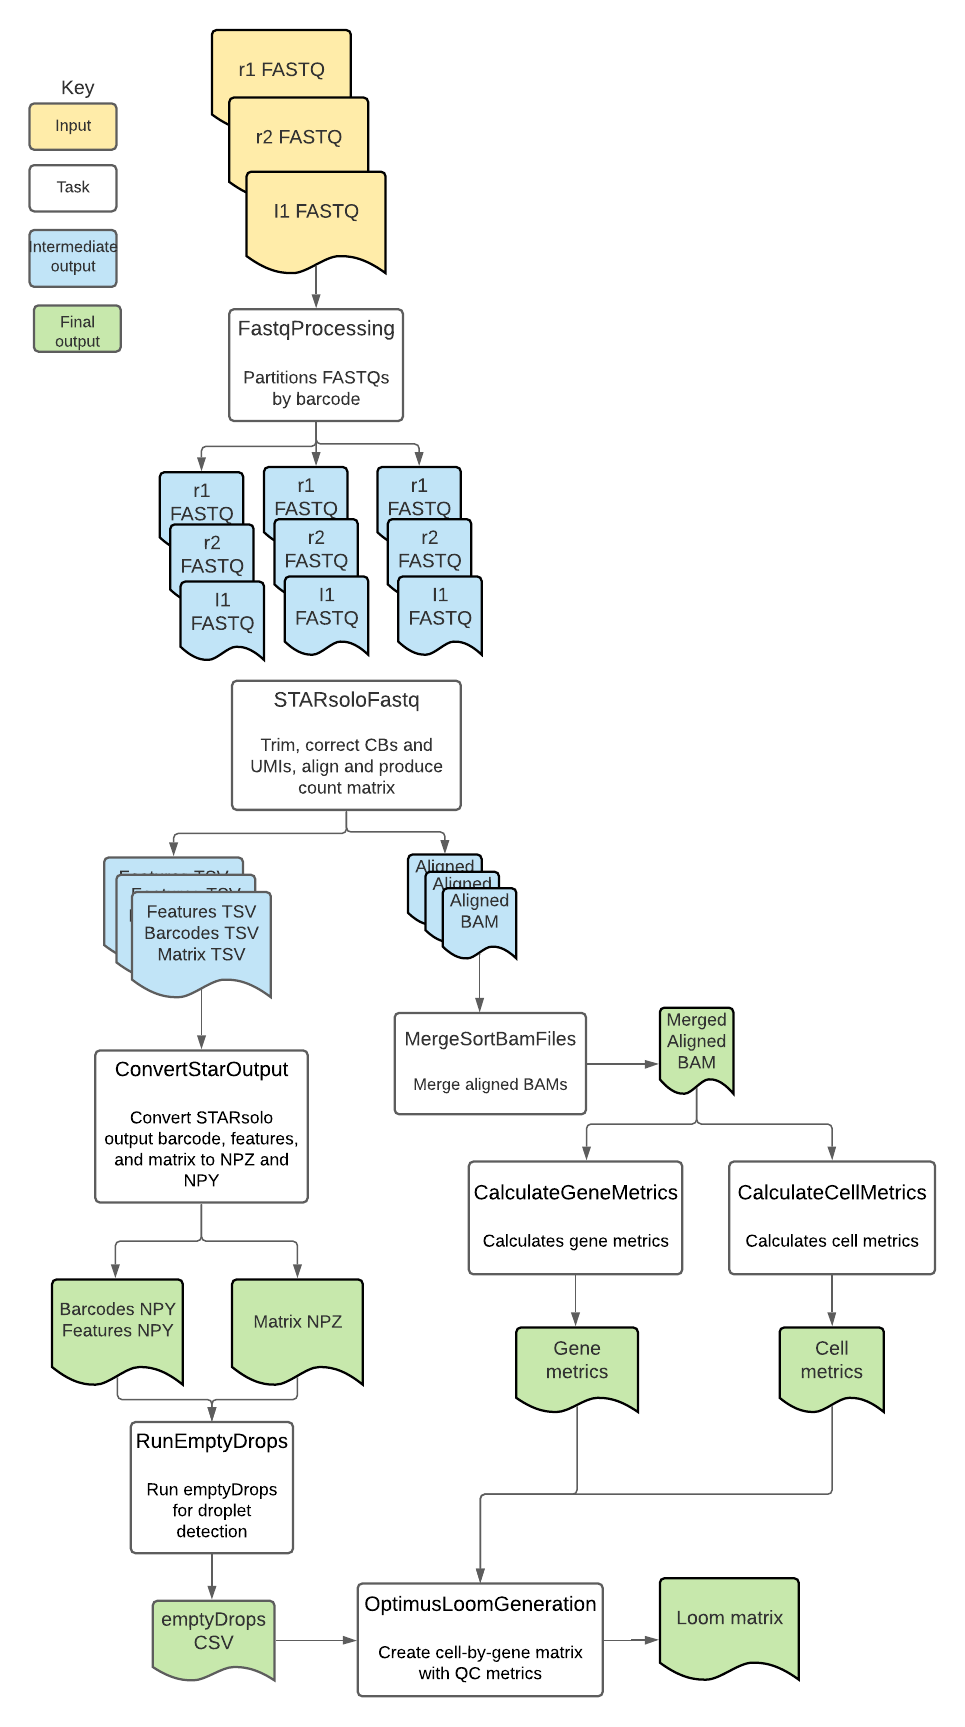 Key
Input
Task
Intermediate
output
Final
output
r1 FASTQ
r2 FASTQ
I1 FASTQ
FastqProcessing
Partitions FASTQs
by barcode
r1
FASTQ
r2
FASTQ
I1
FASTQ
r1
FASTQ
r2
FASTQ
I1
FASTQ
r1
FASTQ
r2
FASTQ
I1
FASTQ
STARsoloFastq
Trim, correct CBs and
UMIs, align and produce
count matrix
Features TSV
Features TSV
Features TSV
Barcodes TSV
Matrix TSV
Aligned
Aligned
Aligned
BAM
MergeSortBamFiles
Merge aligned BAMs
Merged
Aligned
BAM
ConvertStarOutput
Convert STARsolo
output barcode, features,
and matrix to NPZ and
NPY
CalculateGeneMetrics
Calculates gene metrics
CalculateCellMetrics
Calculates cell metrics
Barcodes NPY
Features NPY
Matrix NPZ
Gene
metrics
Cell
metrics
RunEmptyDrops
Run emptyDrops
for droplet
detection
emptyDrops
CSV
OptimusLoomGeneration
Create cell-by-gene matrix
with QC metrics
Loom matrix